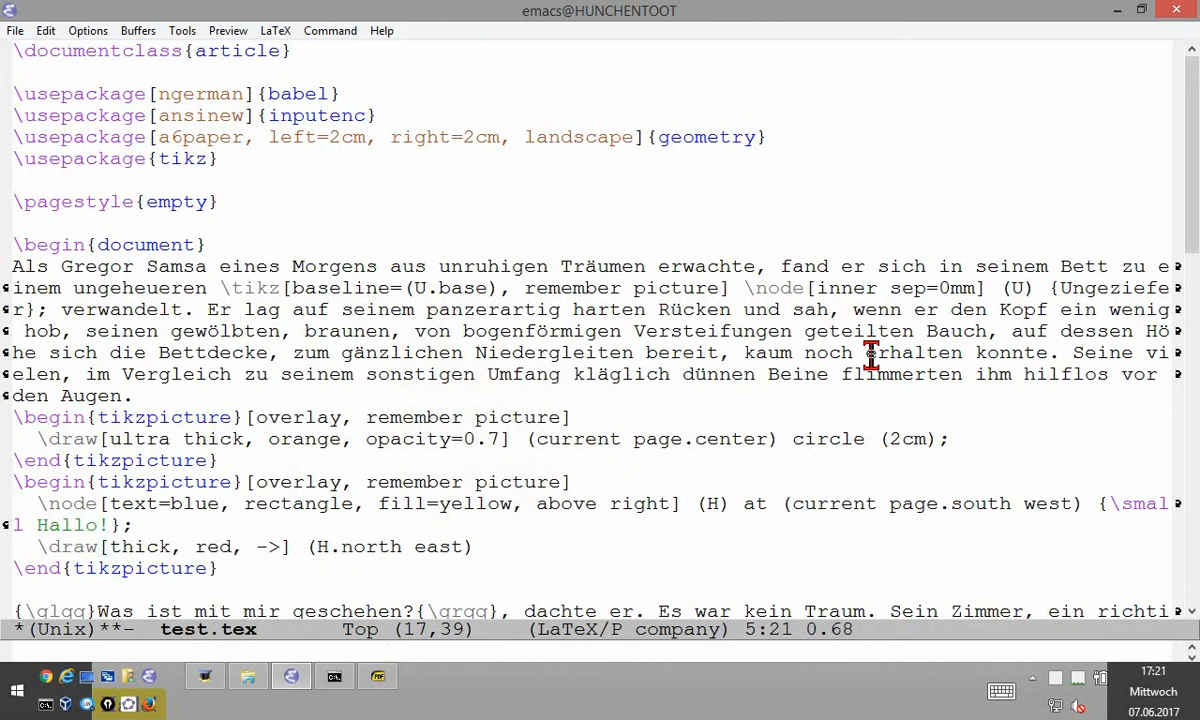 emacs@HUNCHENTOOT
File Edit Options Buffers Tools Preview LaTeX Command Help
\documentclass{article}
\usepackage[ngerman]{babel}
\usepackage[ansinew]{inputenc}
\usepackage[a6paper, left=2cm, right=2cm, landscape]{geometry}
\usepackage{tikz}
\pagestyle{empty}
\begin{document}
Als Gregor Samsa eines Morgens aus unruhigen Träumen erwachte, fand er sich in seinem Bett zu e
inem ungeheueren \tikz[baseline=(U.base), remember picture] \node[inner sep=0mm] (U) {Ungeziefe
r}; verwandelt. Er lag auf seinem panzerartig harten Rücken und sah, wenn er den Kopf ein wenig
hob, seinen gewölbten, braunen, von bogenförmigen Versteifungen geteilten Bauch, auf dessen Hö
he sich die Bettdecke, zum gänzlichen Niedergleiten bereit, kaum noch erhalten konnte. Seine vi
elen, im Vergleich zu seinem sonstigen Umfang kläglich dünnen Beine flimmerten ihm hilflos vor
den Augen.
\begin{tikzpicture}[overlay, remember picture]
\draw[ultra thick, orange, opacity=0.7] (current page.center) circle (2cm);
\end{tikzpicture}
\begin{tikzpicture}[overlay, remember picture]
\node[text=blue, rectangle, fill=yellow, above right] (H) at (current page.south west) {\smal
l Hallo!};
\draw[thick, red, ->] (H.north east)
\end{tikzpicture}
{\glqq}Was ist mit mir geschehen?{\grqq}, dachte er. Es war kein Traum. Sein Zimmer, ein richti
*(Unix)**- test.tex Top (17,39) (LaTeX/P company) 5:21 0.68
17:21
Mittwoch
07.06.2017